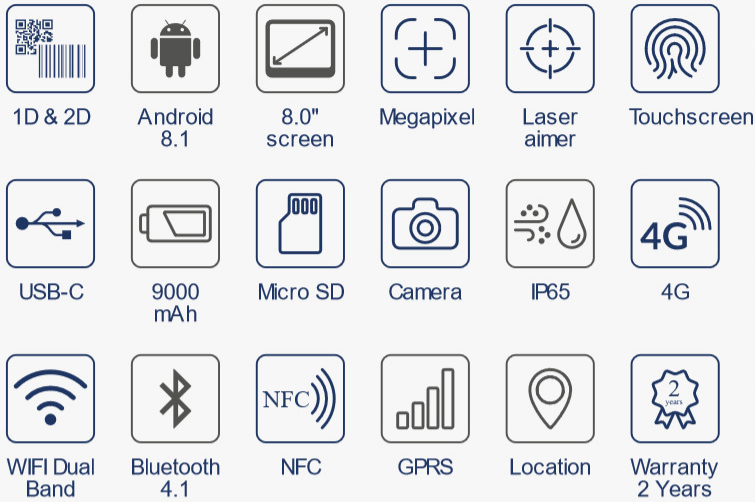 1D & 2D
Android
8.1
8.0"
screen
Megapixel
Laser
aimer
Touchscreen
USB-C
9000
mAh
Micro SD
Camera
IP65
4G
4G
WIFI Dual
Band
Bluetooth
4.1
NFC
NFC
GPRS
Location
2
years
Warranty
2 Years